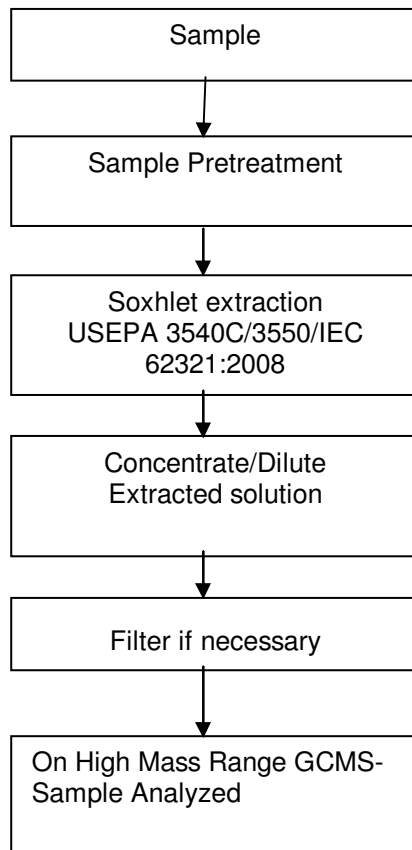 Sample
Sample Pretreatment
Soxhlet extraction
USEPA 3540C/3550/IEC
62321:2008
Concentrate/Dilute
Extracted solution
Filter if necessary
On High Mass Range GCMS-
Sample Analyzed